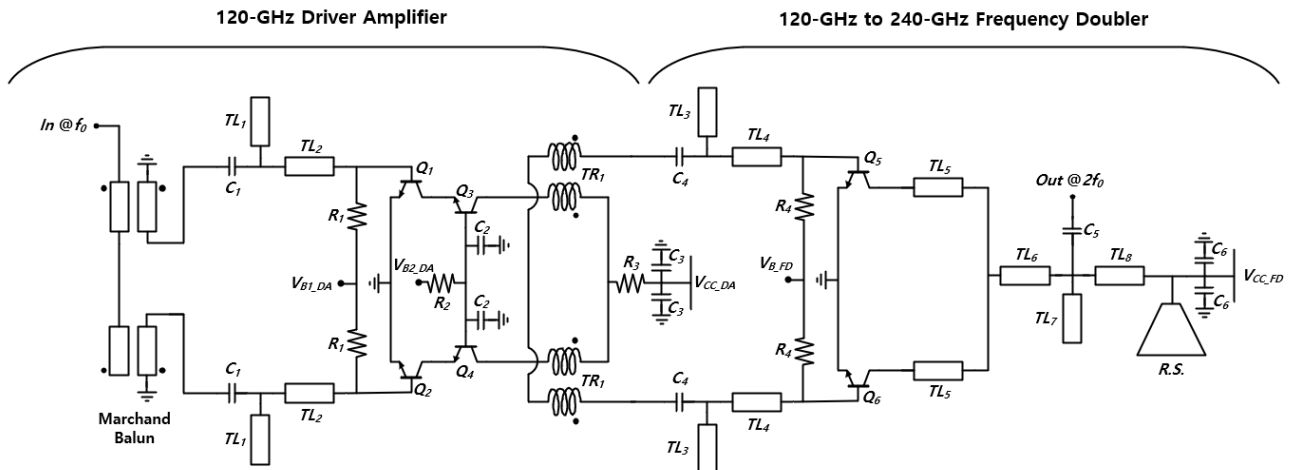 120-GHz Driver Amplifier
120-GHz to 240-GHz Frequency Doubler
In @f0
TL1
TL2
C1
R1
VB1_DA
R1
C1
TL2
TL1
Marchand
Balun
Q1
Q3
C2
VB2_DA
R2
C2
Q2
Q4
TR1
R3
C3
C3
VCC_DA
TR1
TL3
TL4
C4
R4
VB_FD
R4
C4
TL4
TL3
Q5
TL5
Q6
TL5
Out @2f0
C5
TL6
TL8
TL7
C6
C6
VCC_FD
R.S.